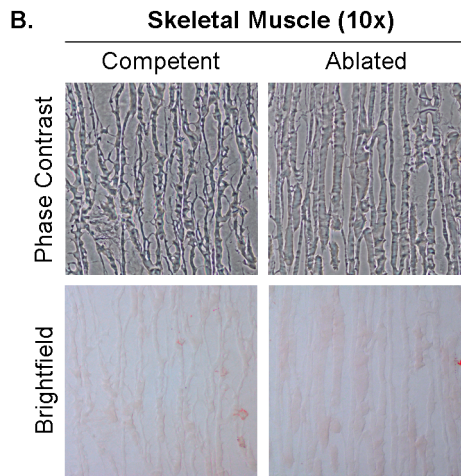 B.
Skeletal Muscle (10x)
Competent Ablated
Phase Contrast
Brightfield